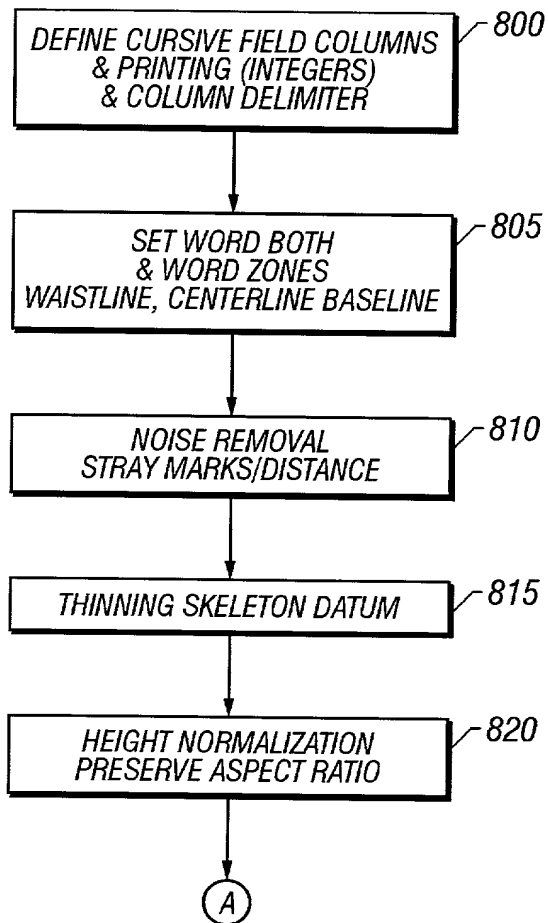 DEFINE CURSIVE FIELD COLUMNS
& PRINTING (INTEGERS)
& COLUMN DELIMITER
800
SET WORD BOTH
& WORD ZONES
WAISTLINE, CENTERLINE BASELINE
805
NOISE REMOVAL
STRAY MARKS/DISTANCE
810
THINNING SKELETON DATUM
815
HEIGHT NORMALIZATION
PRESERVE ASPECT RATIO
820
A